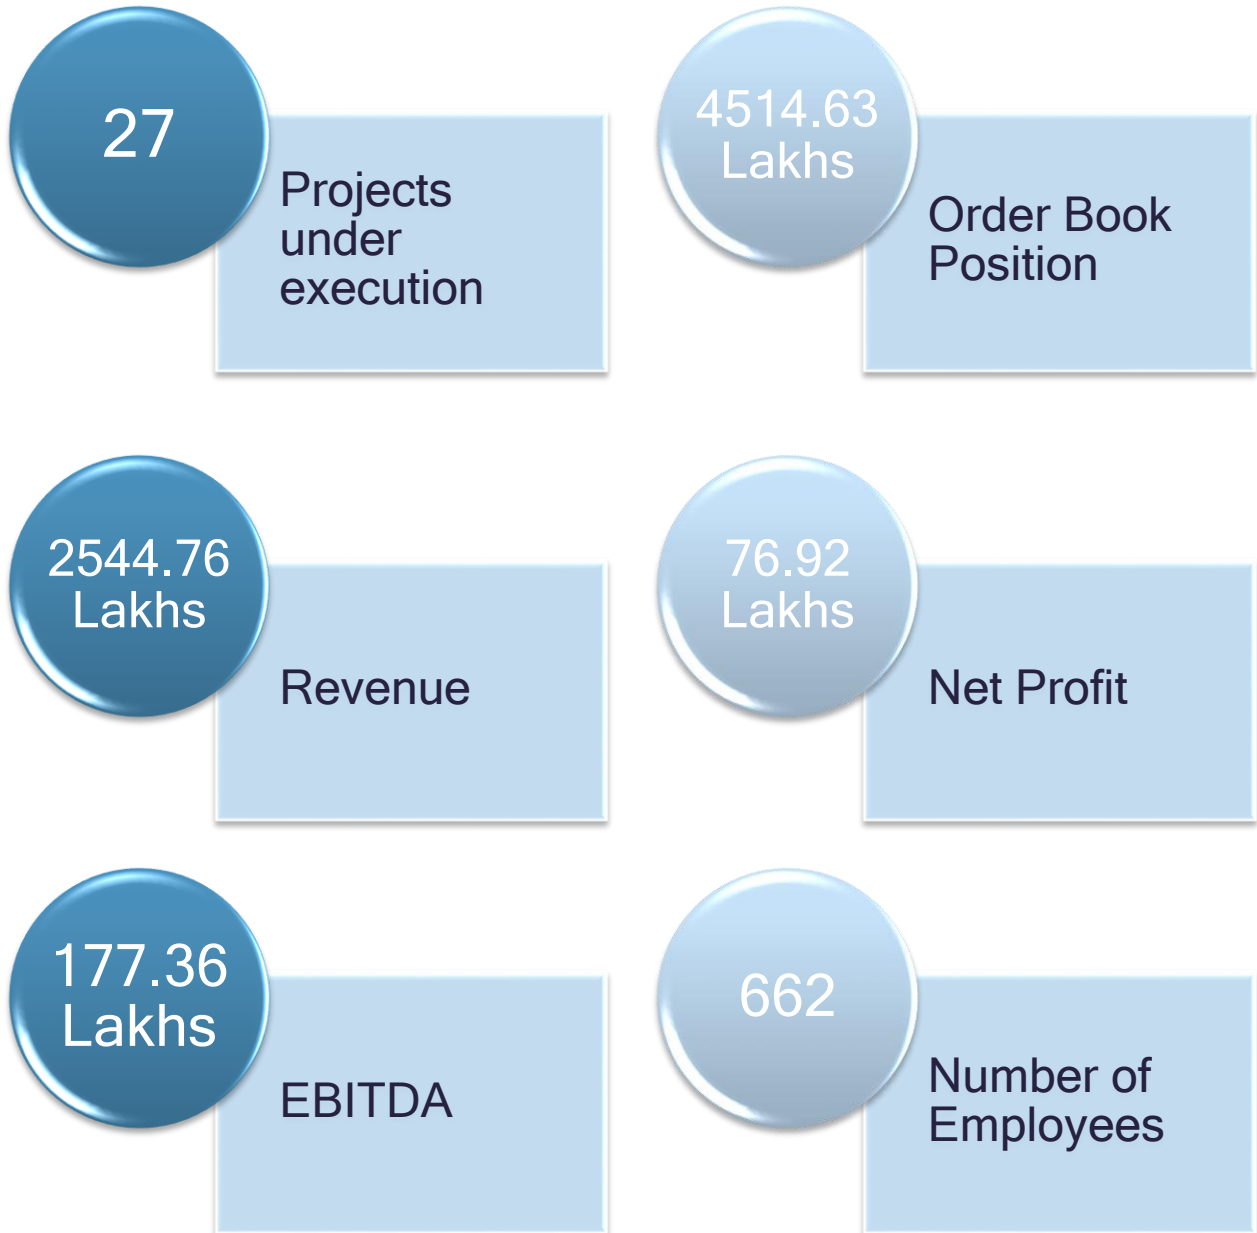 27
Projects
under
execution
4514.63
Lakhs
Order Book
Position
2544.76
Lakhs
Revenue
76.92
Lakhs
Net Profit
177.36
Lakhs
EBITDA
662
Number of
Employees